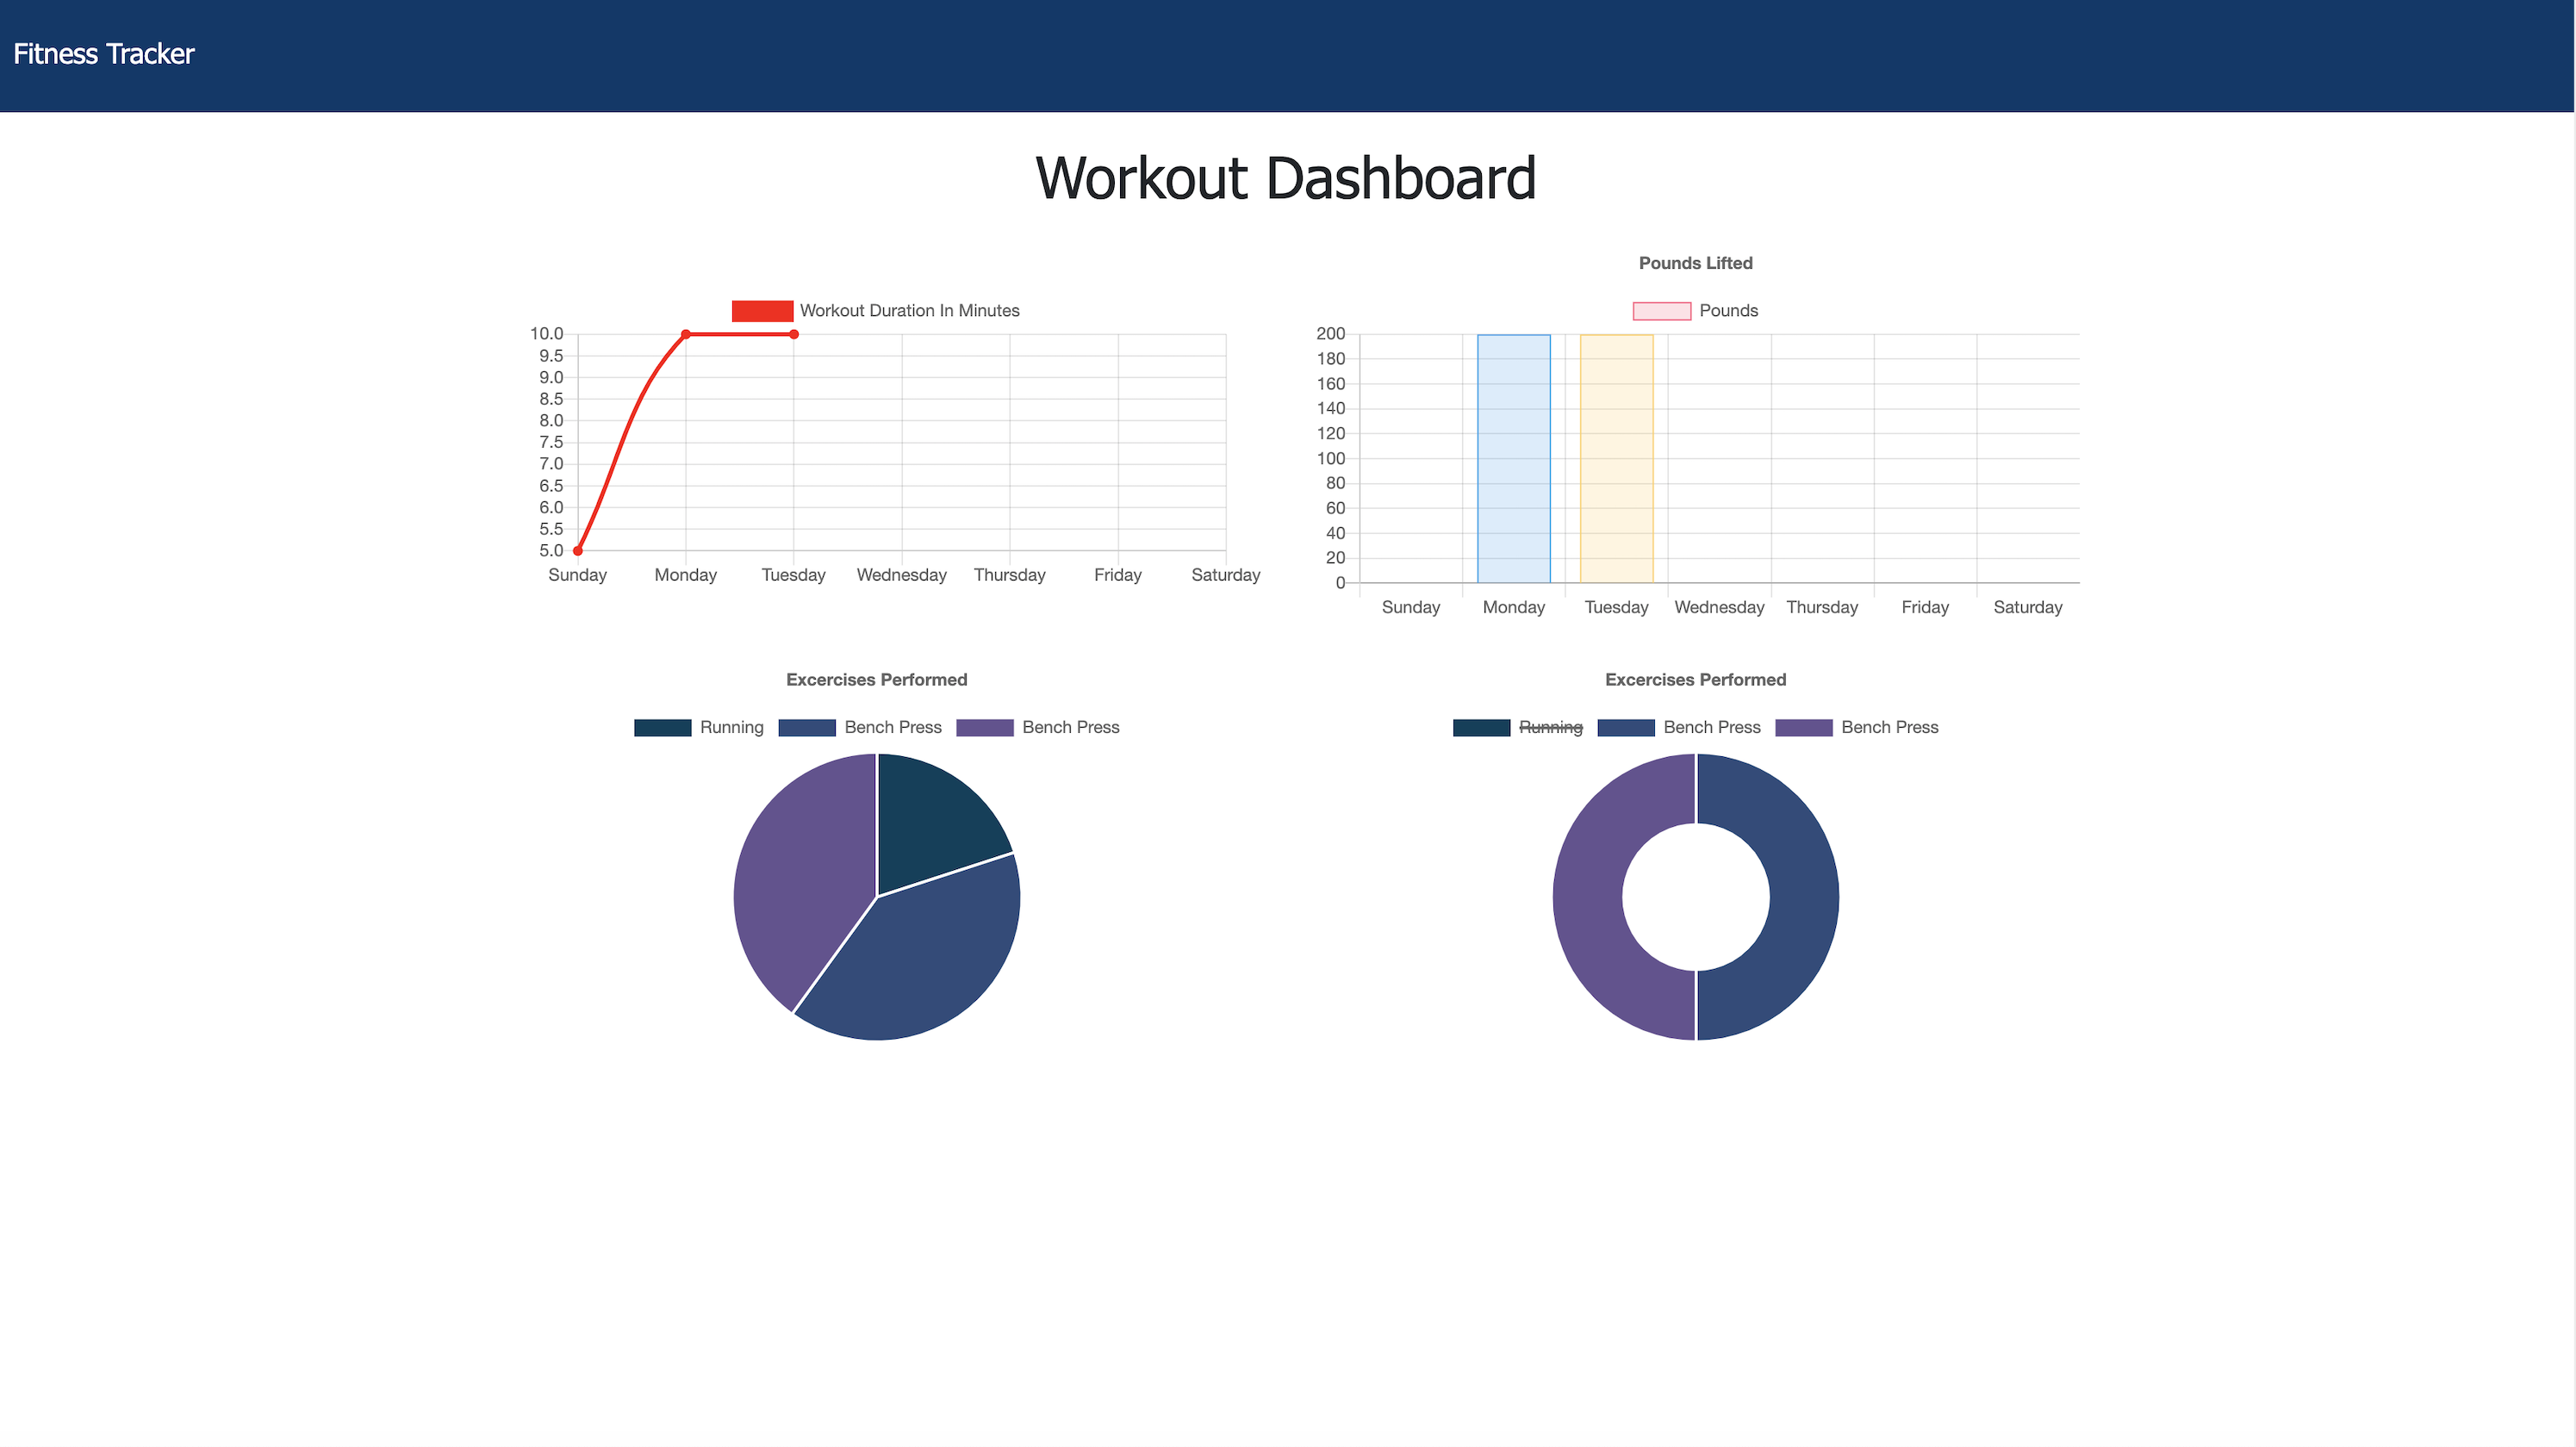 Fitness Tracker
Workout Dashboard
Workout Duration In Minutes
10.0
9.5
9.0
8.5
8.0
7.5
7.0
6.5
6.0
5.5
5.0
Sunday Monday Tuesday Wednesday Thursday Friday Saturday
Pounds Lifted
Pounds
200
180
160
140
120
100
80
60
40
20
0
Sunday Monday Tuesday Wednesday Thursday Friday Saturday
Excercises Performed
Running Bench Press Bench Press
Excercises Performed
Running Bench Press Bench Press